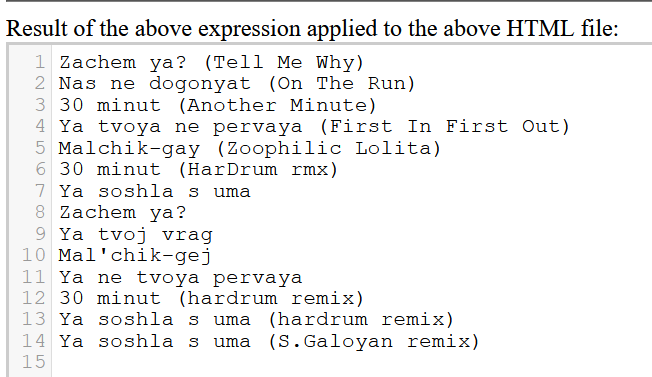 Result of the above expression applied to the above HTML file:
1 Zachem ya? (Tell Me Why)
2 Nas ne dogonyat (On The Run)
3 30 minut (Another Minute)
4 Ya tvoya ne pervaya (First In First Out)
5 Malchik-gay (Zoophilic Lolita)
6 30 minut (HarDrum rmx)
7 Ya soshla s uma
8 Zachem ya?
9 Ya tvoj vrag
10 Mal'chik-gej
11 Ya ne tvoya pervaya
12 30 minut (hardrum remix)
13 Ya soshla s uma (hardrum remix)
14 Ya soshla s uma (S.Galoyan remix)
15